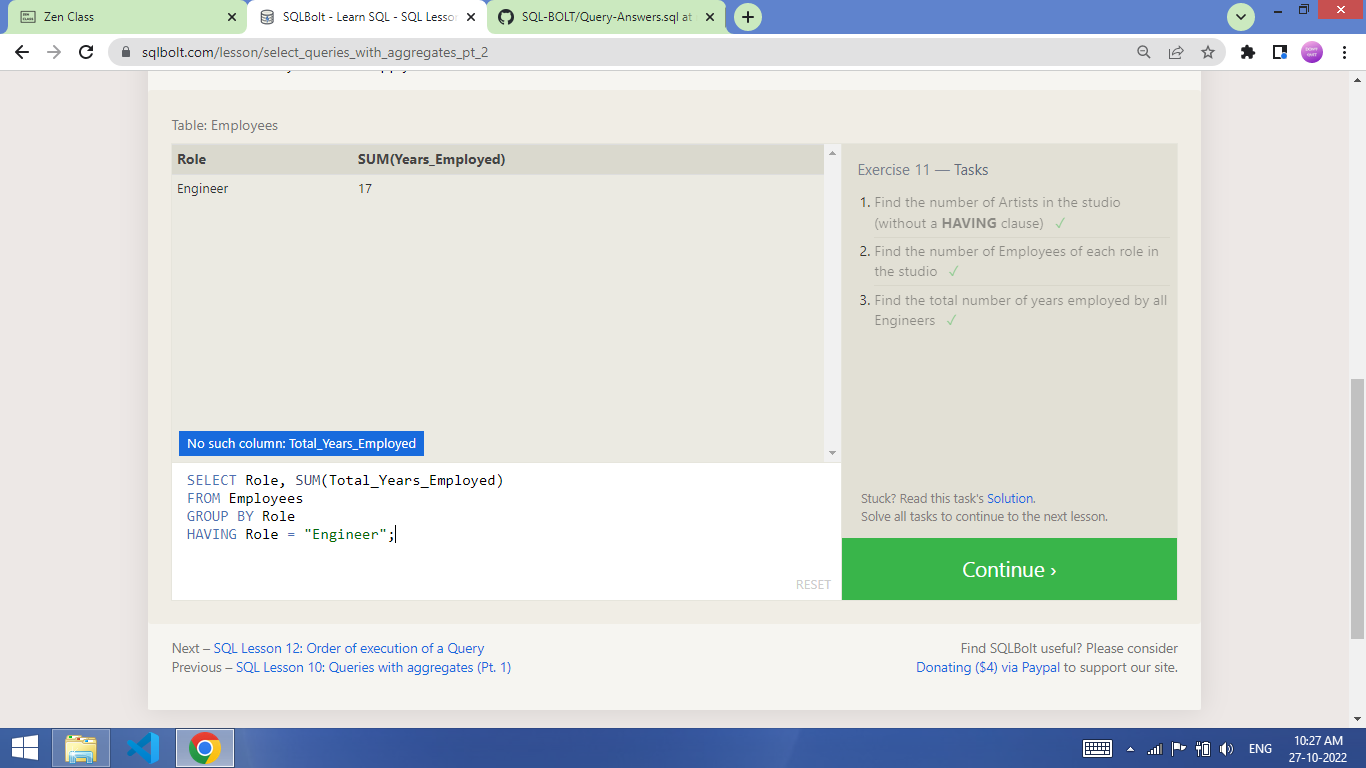 Zen Class
SQLBolt - Learn SQL - SQL Lesson
SQL-BOLT/Query-Answers.sql at
sqlbolt.com/lesson/select_queries_with_aggregates_pt_2
Table: Employees
Role SUM(Years_Employed)
Engineer 17
No such column: Total_Years_Employed
SELECT Role, SUM(Total_Years_Employed)
FROM Employees
GROUP BY Role
HAVING Role = "Engineer";
RESET
Exercise 11 — Tasks
1. Find the number of Artists in the studio
(without a HAVING clause) ✓
2. Find the number of Employees of each role in
the studio ✓
3. Find the total number of years employed by all
Engineers ✓
Stuck? Read this task's Solution.
Solve all tasks to continue to the next lesson.
Continue ›
Next – SQL Lesson 12: Order of execution of a Query
Previous – SQL Lesson 10: Queries with aggregates (Pt. 1)
Find SQLBolt useful? Please consider
Donating ($4) via Paypal to support our site.
ENG
10:27 AM
27-10-2022